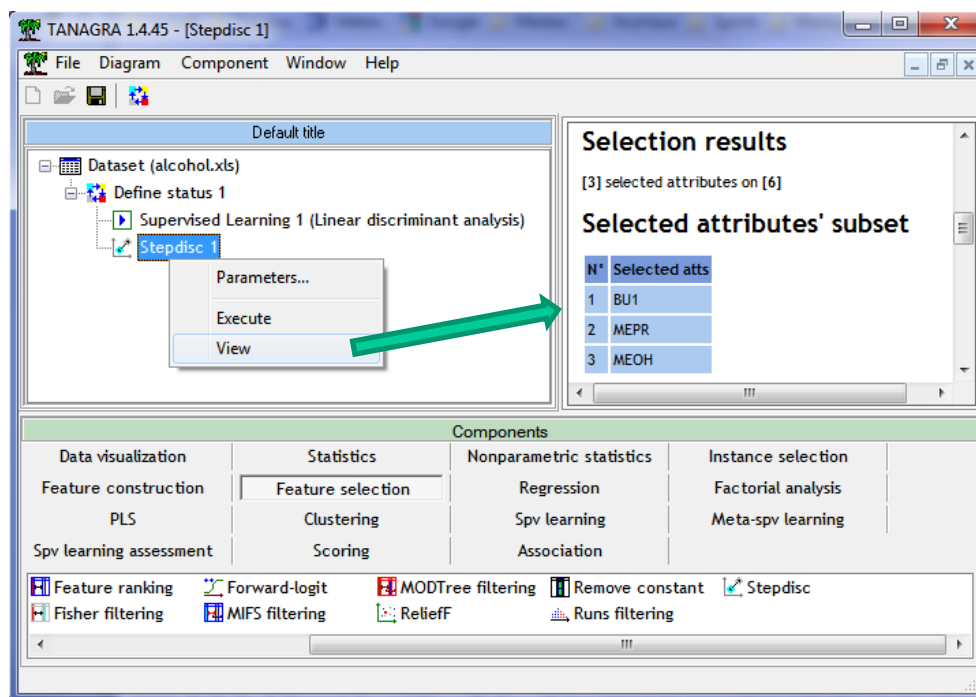 TANAGRA 1.4.45 - [Stepdisc 1]
File Diagram Component Window Help
Default title
Dataset (alcohol.xls)
Define status 1
Supervised Learning 1 (Linear discriminant analysis)
Stepdisc 1
Parameters...
Execute
View
Selection results
[3] selected attributes on [6]
Selected attributes' subset
N° Selected atts
1 BU1
2 MEPR
3 MEOH
Components
Data visualization Statistics Nonparametric statistics Instance selection
Feature construction Feature selection Regression Factorial analysis
PLS Clustering Spv learning Meta-spv learning
Spv learning assessment Scoring Association
Feature ranking Forward-logit MODTree filtering Remove constant Stepdisc
Fisher filtering MIFS filtering ReliefF Runs filtering